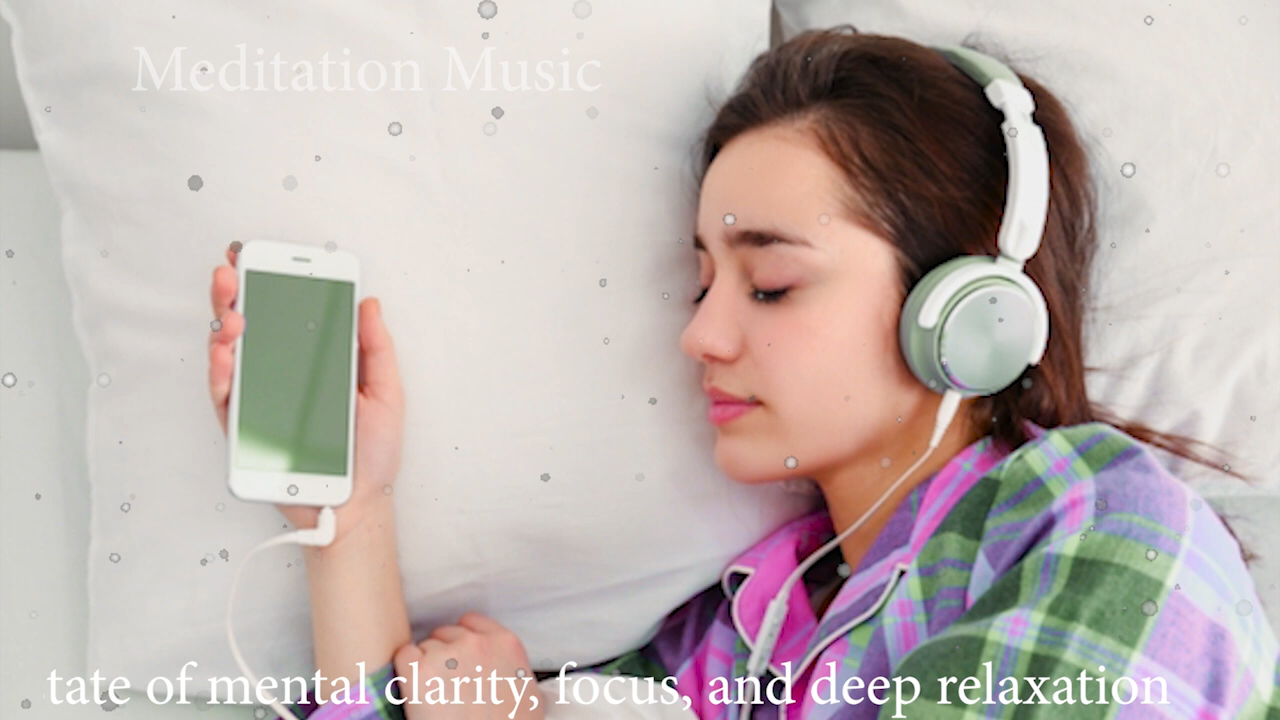 Meditation Music
tate of mental clarity, focus, and deep relaxation